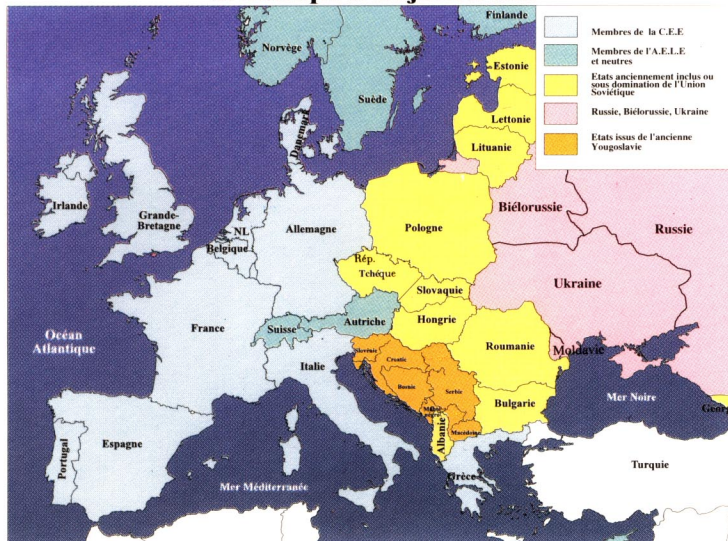 Membres de la C.E.E
Membres de l'A.E.L.E
et neutres
Etats anciennement inclus ou
sous domination de l'Union
Soviétique
Russie, Biélorussie, Ukraine
Etats issus de l'ancienne
Yougoslavie
Finlande
Norvège
Suède
Estonie
Lettonie
Lituanie
Danemark
Irlande
Grande-
Bretagne
NL
Belgique
Allemagne
Pologne
Biélorussie
Russie
Rép.
Tchéque
Slovaquie
Ukraine
France
Suisse
Autriche
Hongrie
Roumanie
Moldavie
Océan
Atlantique
Italie
Slovénie
Croatie
Bosnie
Serbie
Bulgarie
Mer Noire
Macédoine
Albanie
Portugal
Espagne
Mer Méditerranée
Grèce
Turquie